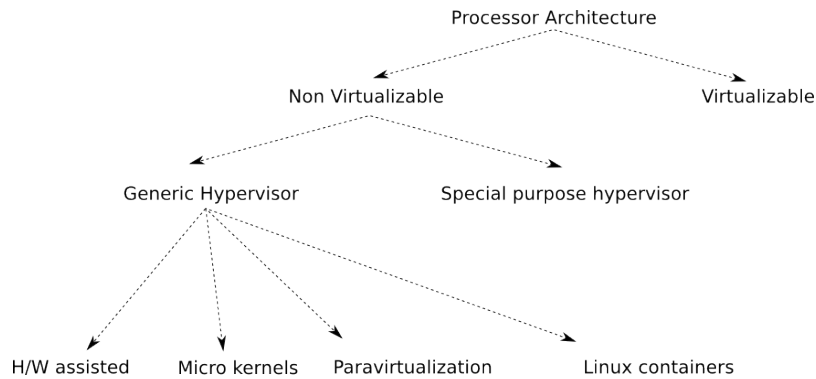 Processor Architecture
Non Virtualizable
Virtualizable
Generic Hypervisor
Special purpose hypervisor
H/W assisted
Micro kernels
Paravirtualization
Linux containers